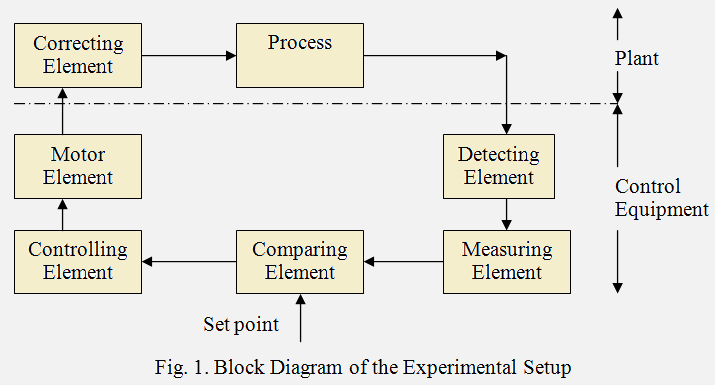 Correcting
Element
Process
Plant
Motor
Element
Detecting
Element
Control
Equipment
Controlling
Element
Comparing
Element
Measuring
Element
Set point
Fig. 1. Block Diagram of the Experimental Setup